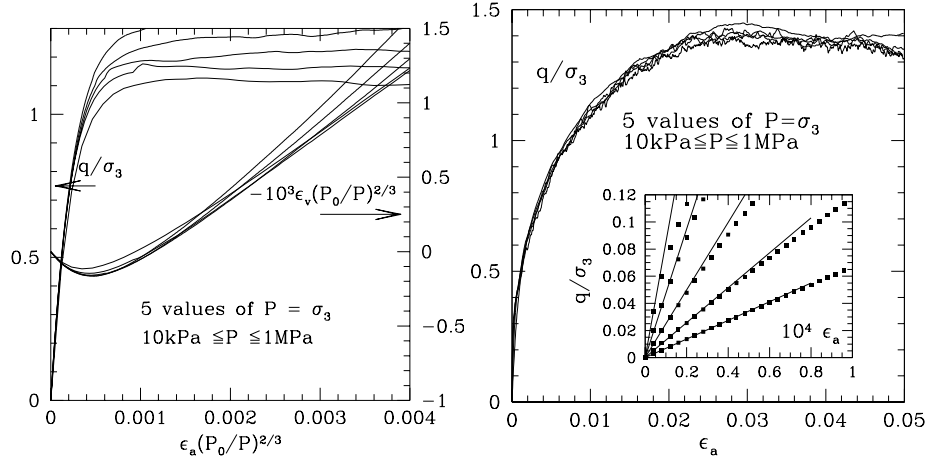 1.5
1
0.5
0
-0.5
-1
1
0.5
0
q/σ₃
−10³ϵᵥ(P₀/P)²ᐟ³
5 values of P = σ₃
10kPa ≦P ≦1MPa
0 0.001 0.002 0.003 0.004
ϵₐ(P₀/P)²ᐟ³
1.5
1
0.5
0
q/σ₃
5 values of P=σ₃
10kPa≦P≦1MPa
0.12
0.1
0.08
0.06
0.04
0.02
0
q/σ₃
10⁴ ϵₐ
0 0.2 0.4 0.6 0.8 1
0 0.01 0.02 0.03 0.04 0.05
ϵₐ